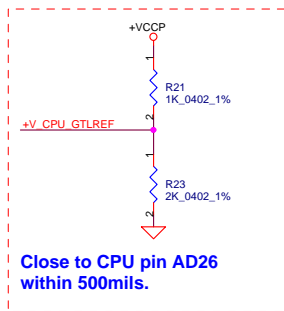 +VCCP
1
R21
1K_0402_1%
2
+V_CPU_GTLREF
1
R23
2K_0402_1%
2
Close to CPU pin AD26
within 500mils.